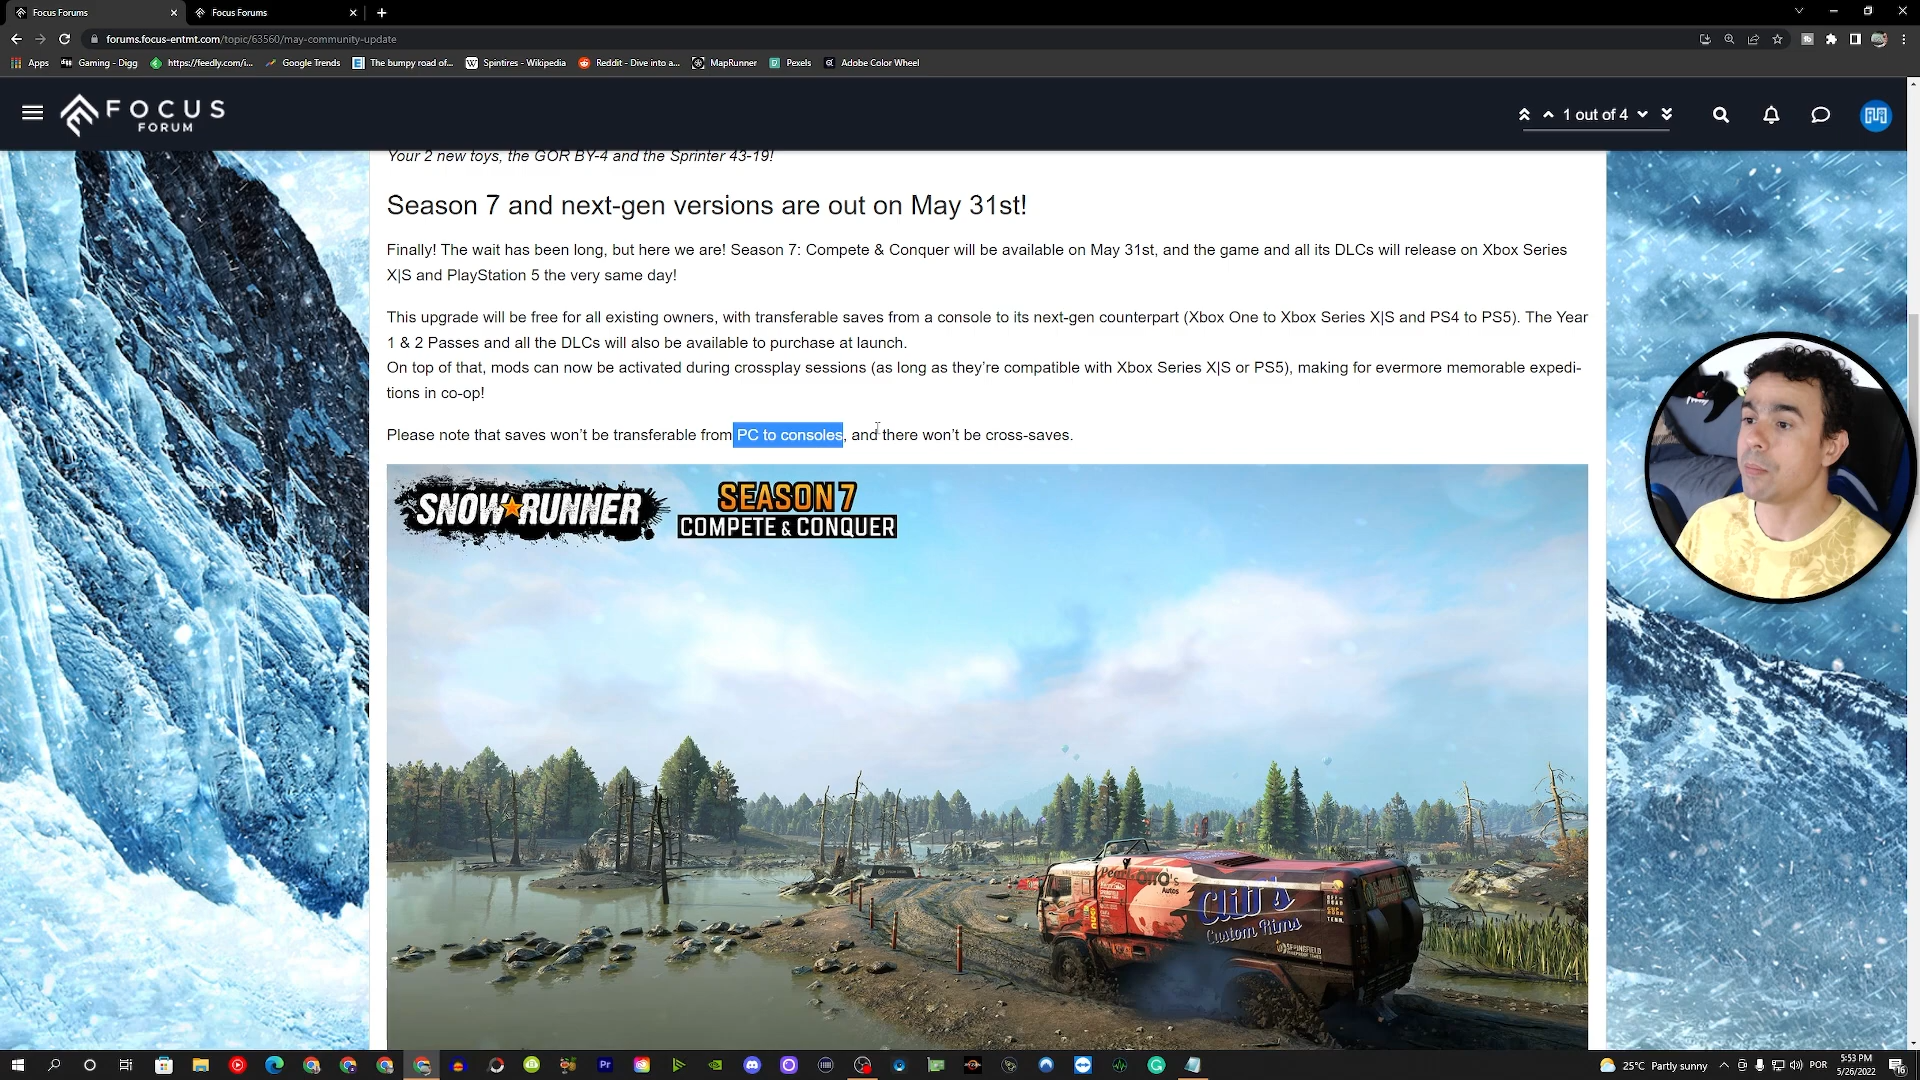 Focus Forums
Focus Forums
forums.focus-entmt.com/topic/63560/may-community-update
Apps
Gaming - Digg
https://feedly.com/i...
Google Trends
The bumpy road of...
Spintires - Wikipedia
Reddit - Dive into a...
MapRunner
Pexels
Adobe Color Wheel
FOCUS
FORUM
1 out of 4
Your 2 new toys, the GOR BY-4 and the Sprinter 43-19!
Season 7 and next-gen versions are out on May 31st!
Finally! The wait has been long, but here we are! Season 7: Compete & Conquer will be available on May 31st, and the game and all its DLCs will release on Xbox Series
X|S and PlayStation 5 the very same day!
This upgrade will be free for all existing owners, with transferable saves from a console to its next-gen counterpart (Xbox One to Xbox Series X|S and PS4 to PS5). The Year
1 & 2 Passes and all the DLCs will also be available to purchase at launch.
On top of that, mods can now be activated during crossplay sessions (as long as they’re compatible with Xbox Series X|S or PS5), making for evermore memorable expedi-
tions in co-op!
Please note that saves won’t be transferable from PC to consoles, and there won’t be cross-saves.
SNOWRUNNER
SEASON 7
COMPETE & CONQUER
Autos
Cliff's
Custom Rims
SPRINGFIELD
25°C Partly sunny
POR
5:53 PM
5/26/2022
16